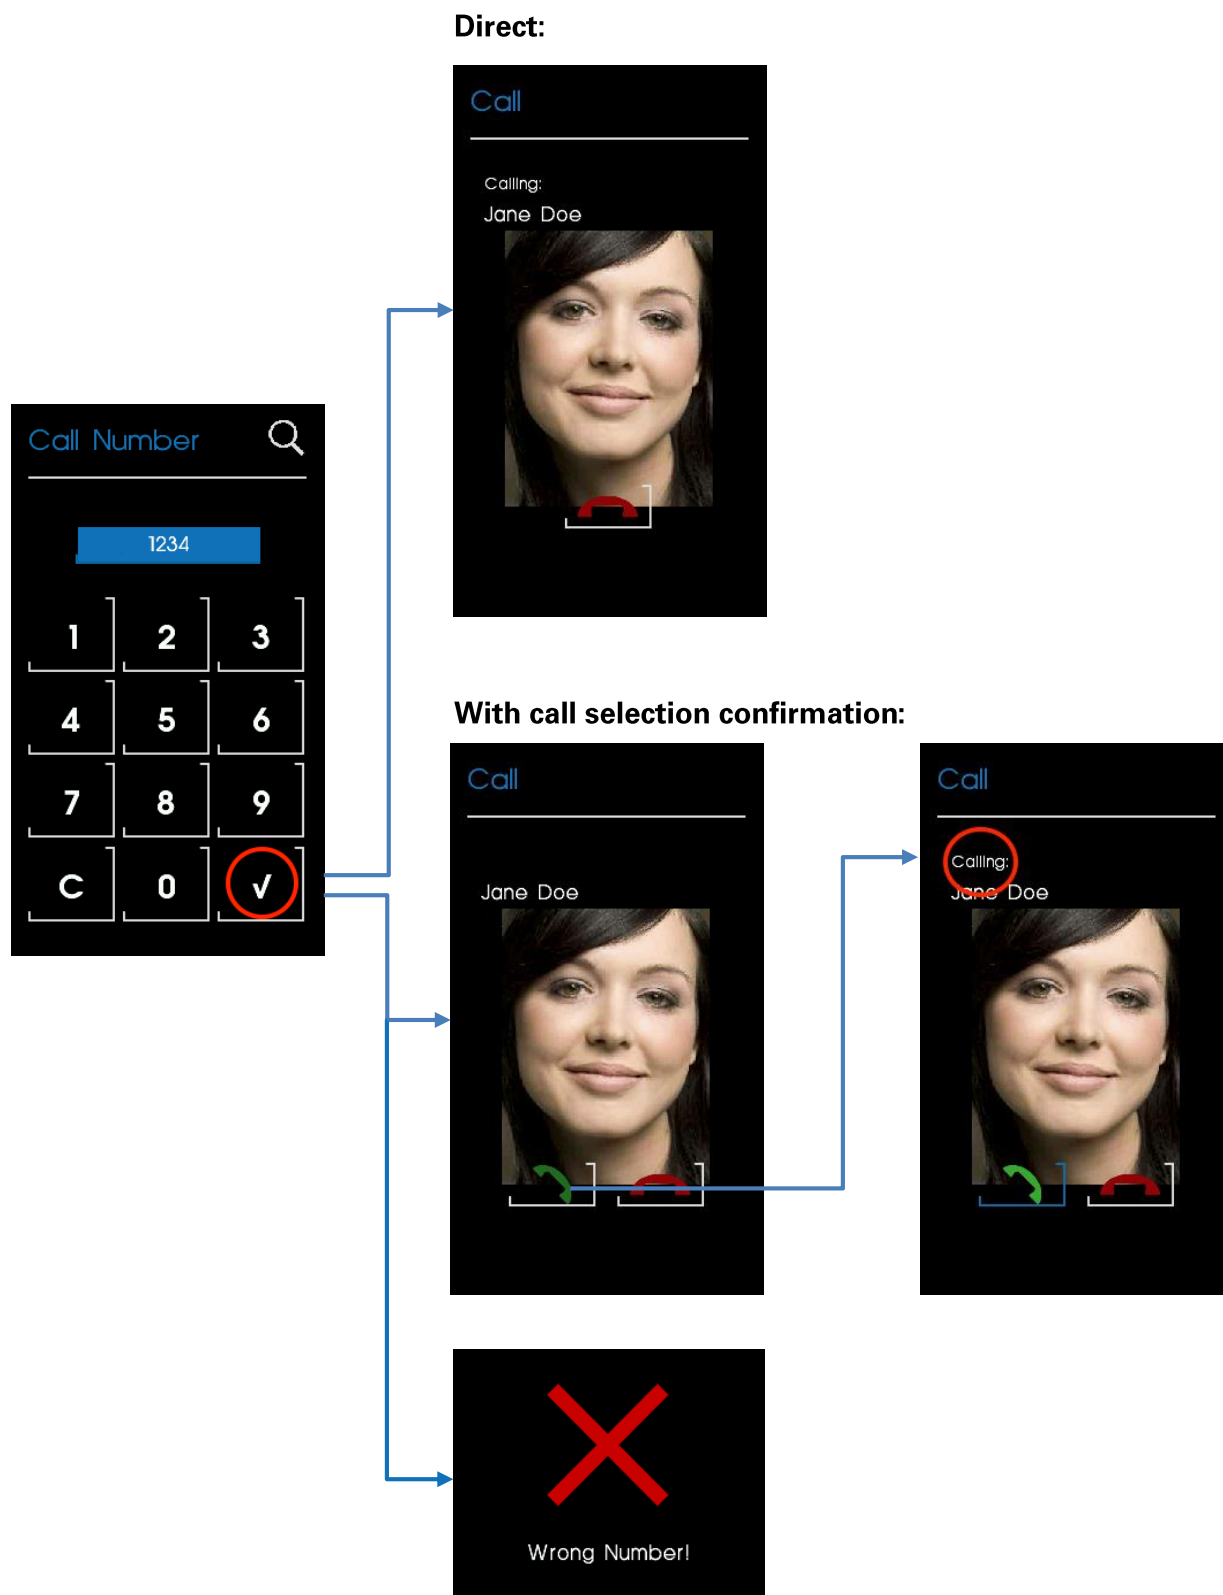 Direct:
Call
Calling:
Jane Doe
Call Number
1234
1 2 3
4 5 6
7 8 9
C 0 √
With call selection confirmation:
Call
Jane Doe
Call
Calling:
Jane Doe
Wrong Number!